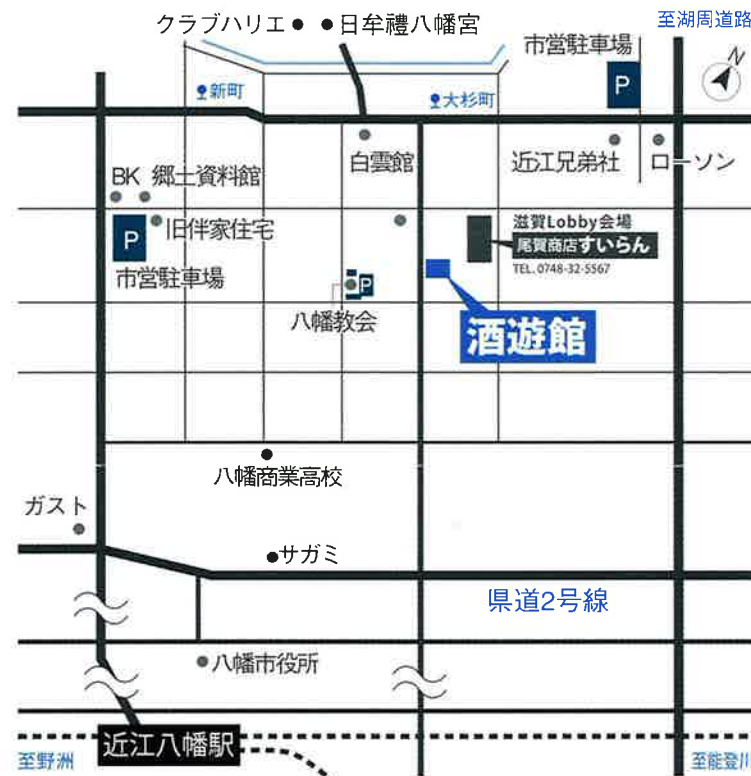 クラブハリエ
日牟禮八幡宮
至湖周道路
市営駐車場
N
P
新町
大杉町
白雲館
近江兄弟社
ローソン
BK
郷土資料館
P
旧伴家住宅
市営駐車場
滋賀Lobby会場
尾賀商店すいらん
TEL. 0748-32-5567
P
八幡教会
酒遊館
八幡商業高校
ガスト
サガミ
県道2号線
八幡市役所
近江八幡駅
至野洲
至能登川